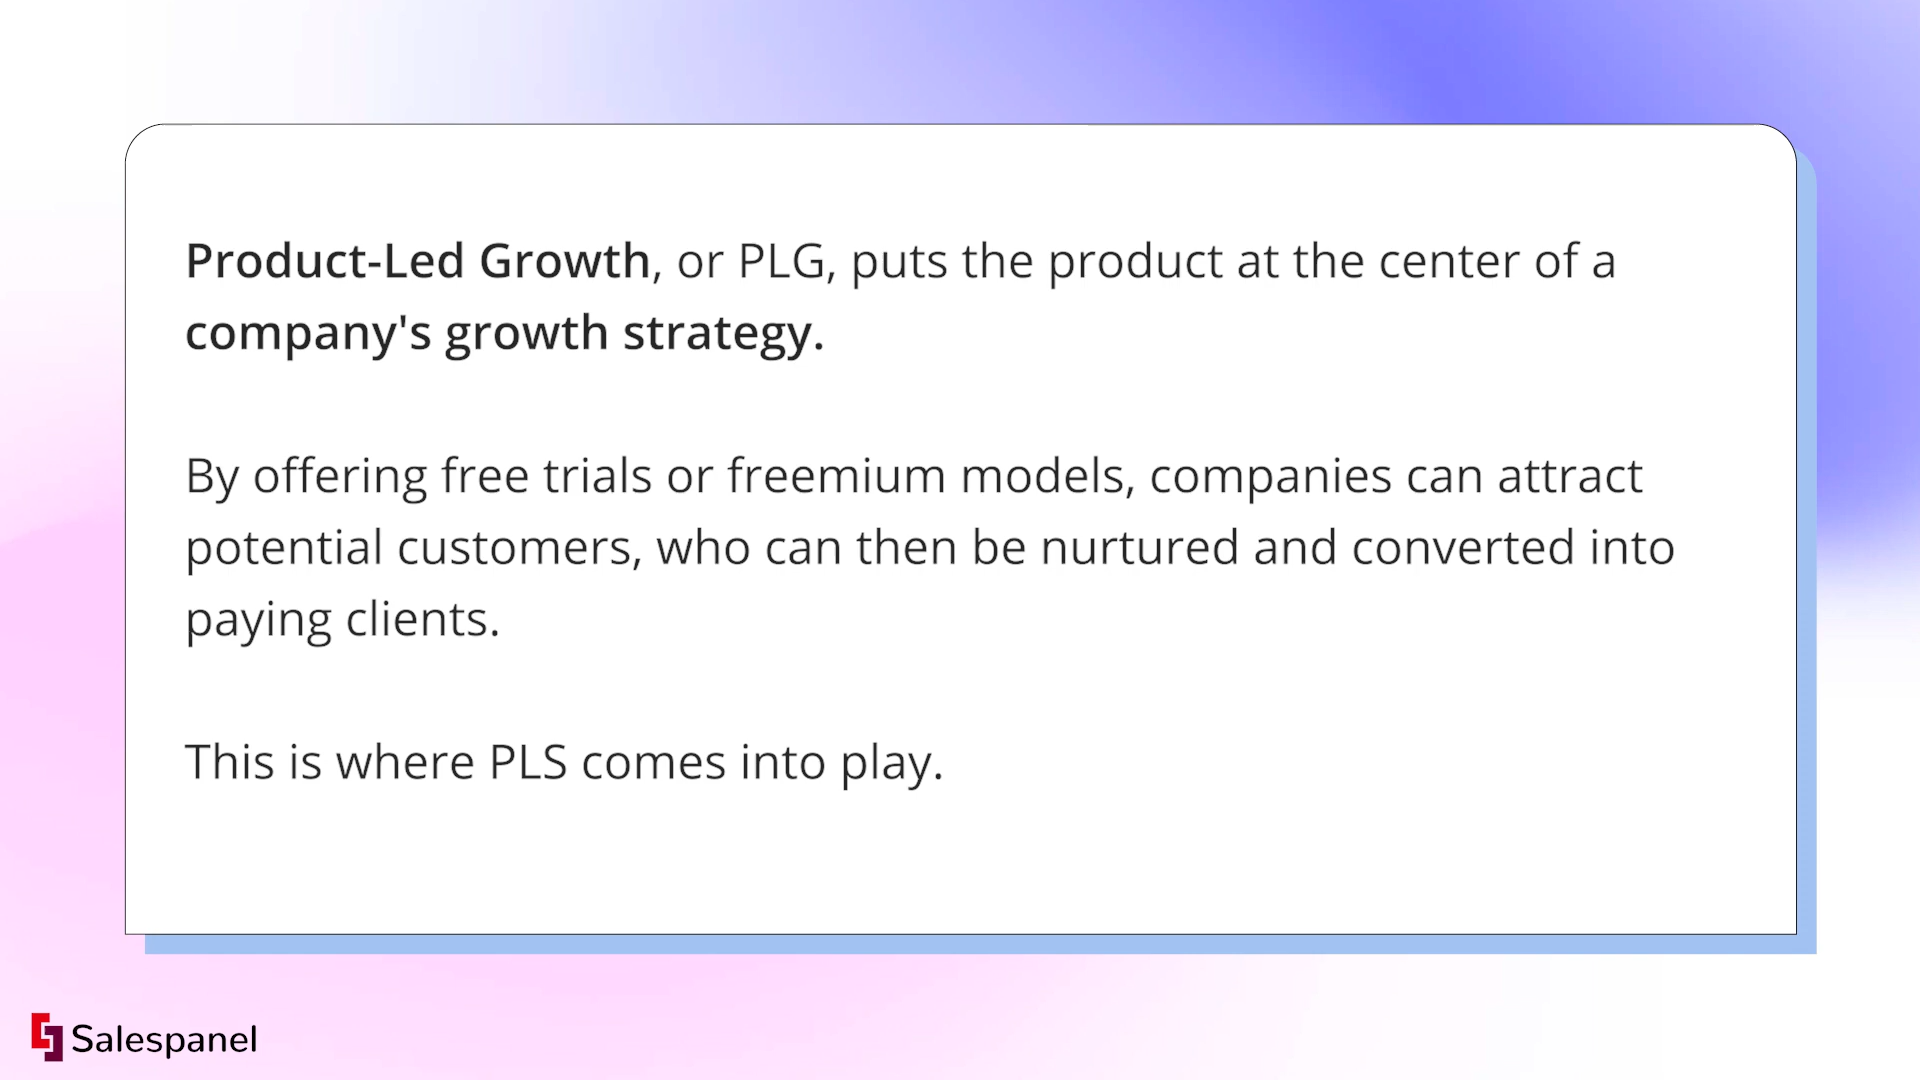 Product-Led Growth, or PLG, puts the product at the center of a
company's growth strategy.
By offering free trials or freemium models, companies can attract
potential customers, who can then be nurtured and converted into
paying clients.
This is where PLS comes into play.
Salespanel